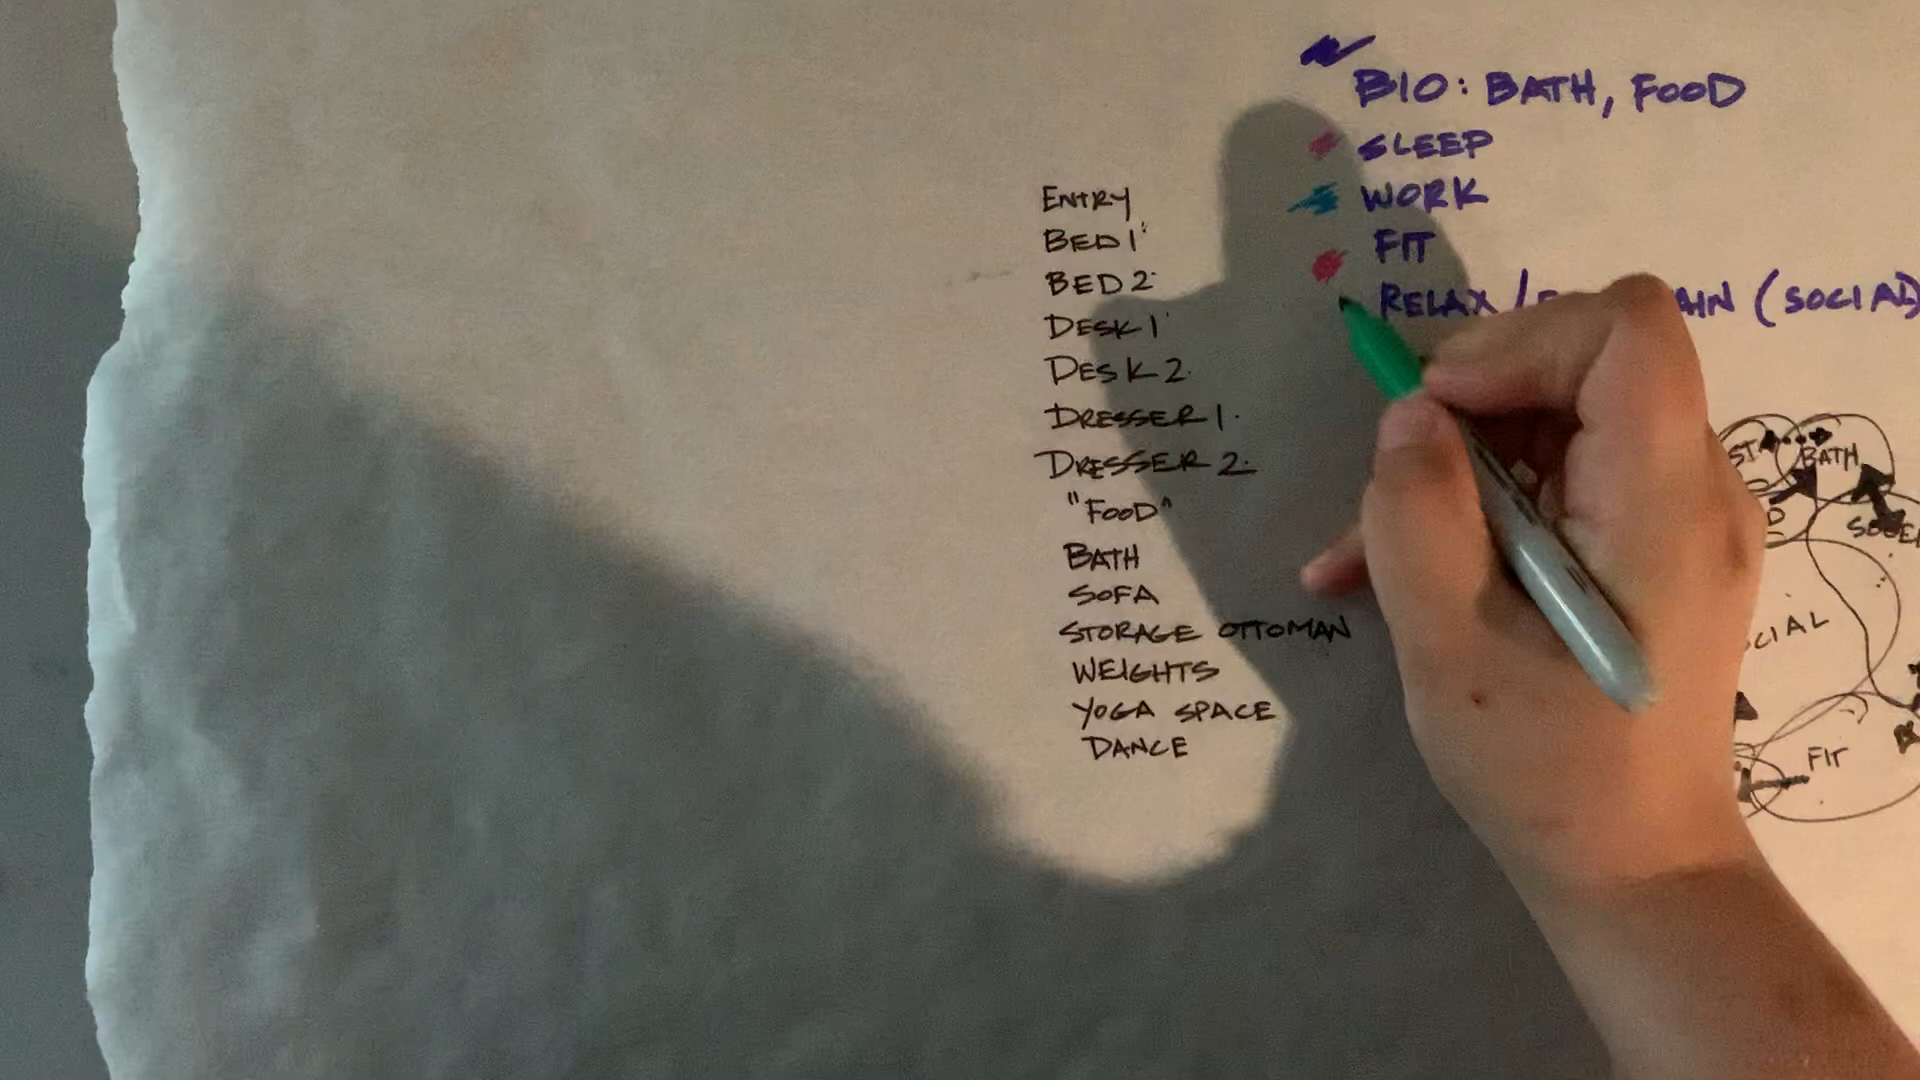 BIO: BATH, FOOD
SLEEP
WORK
FIT
RELAX / (SOCIAL)
ENTRY
BED 1
BED 2
DESK 1
DESK 2
DRESSER 1
DRESSER 2
"FOOD"
BATH
SOFA
STORAGE OTTOMAN
WEIGHTS
YOGA SPACE
DANCE
BATH
FIT